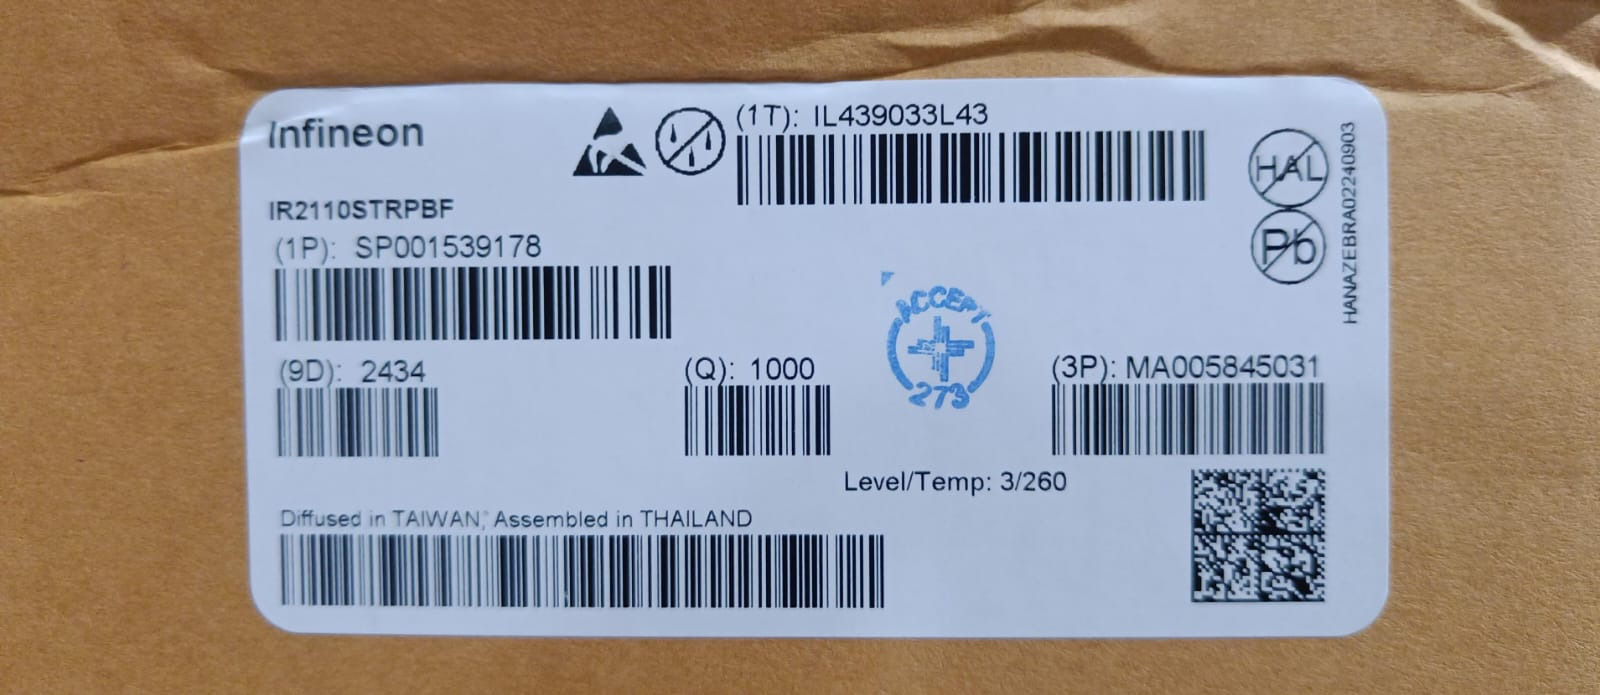 Infineon
(1T): IL439033L43
HAL
Pb
HANAZEBRA02240903
IR2110STRPBF
(1P): SP001539178
ACCEPT
273
(9D): 2434
(Q): 1000
(3P): MA005845031
Level/Temp: 3/260
Diffused in TAIWAN; Assembled in THAILAND